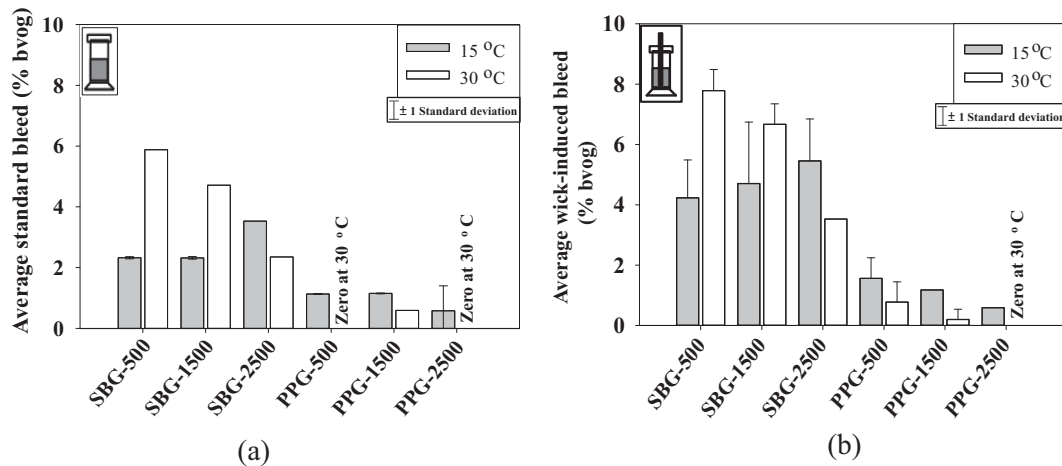 Average standard bleed (% bvog)
10
8
6
4
2
0
15 °C
30 °C
± 1 Standard deviation
Zero at 30 °C
Zero at 30 °C
SBG-500
SBG-1500
SBG-2500
PPG-500
PPG-1500
PPG-2500
(a)
Average wick-induced bleed
(% bvog)
10
8
6
4
2
0
15 °C
30 °C
± 1 Standard deviation
Zero at 30 °C
SBG-500
SBG-1500
SBG-2500
PPG-500
PPG-1500
PPG-2500
(b)